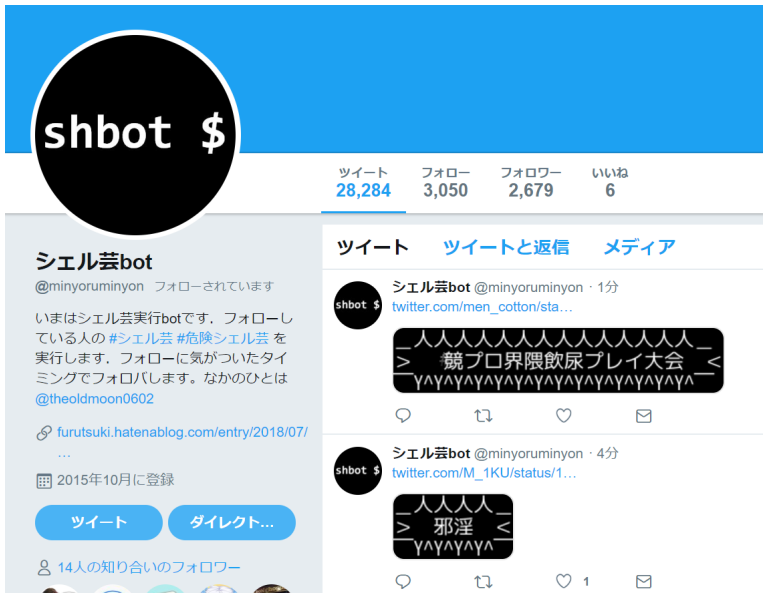 shbot $
ツイート フォロー フォロワー いいね
28,284 3,050 2,679 6
シェル芸bot
@minyoruminyon フォローされています
いまはシェル芸実行botです．フォローし
ている人の #シェル芸 #危険シェル芸 を
実行します．フォローに気がついたタイ
ミングでフォロバします。なかのひとは
@theoldmoon0602
furutsuki.hatenablog.com/entry/2018/07/
…
2015年10月に登録
ツイート ダイレクト...
14人の知り合いのフォロワー
ツイート ツイートと返信 メディア
シェル芸bot @minyoruminyon · 1分
twitter.com/men_cotton/sta…
shbot $
＿人人人人人人人人人人人人人人＿
＞ 競プロ界隈飲尿プレイ大会 ＜
￣Y^Y^Y^Y^Y^Y^Y^Y^Y^Y^Y^Y^Y^￣
シェル芸bot @minyoruminyon · 4分
twitter.com/M_1KU/status/1…
shbot $
＿人人人人＿
＞ 邪淫 ＜
￣Y^Y^Y^Y^￣
1